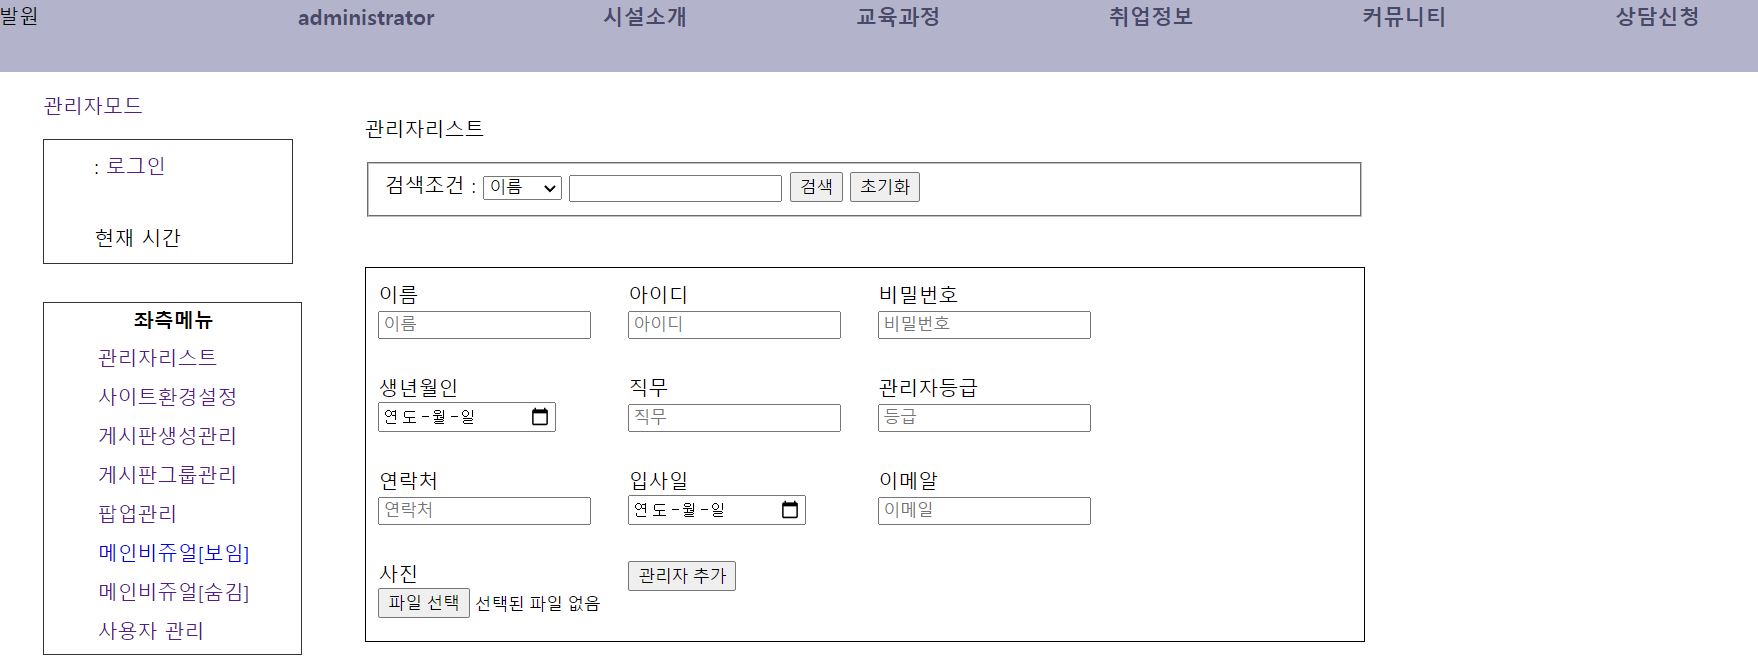 발원 administrator 시설소개 교육과정 취업정보 커뮤니티 상담신청
관리자모드
: 로그인
현재 시간
좌측메뉴
관리자리스트
사이트환경설정
게시판생성관리
게시판그룹관리
팝업관리
메인비쥬얼[보임]
메인비쥬얼[숨김]
사용자 관리
관리자리스트
검색조건 : 이름 검색 초기화
이름 아이디 비밀번호
이름 아이디 비밀번호
생년월인 직무 관리자등급
연도-월-일 직무 등급
연락처 입사일 이메알
연락처 연도-월-일 이메일
사진 관리자 추가
파일 선택 선택된 파일 없음